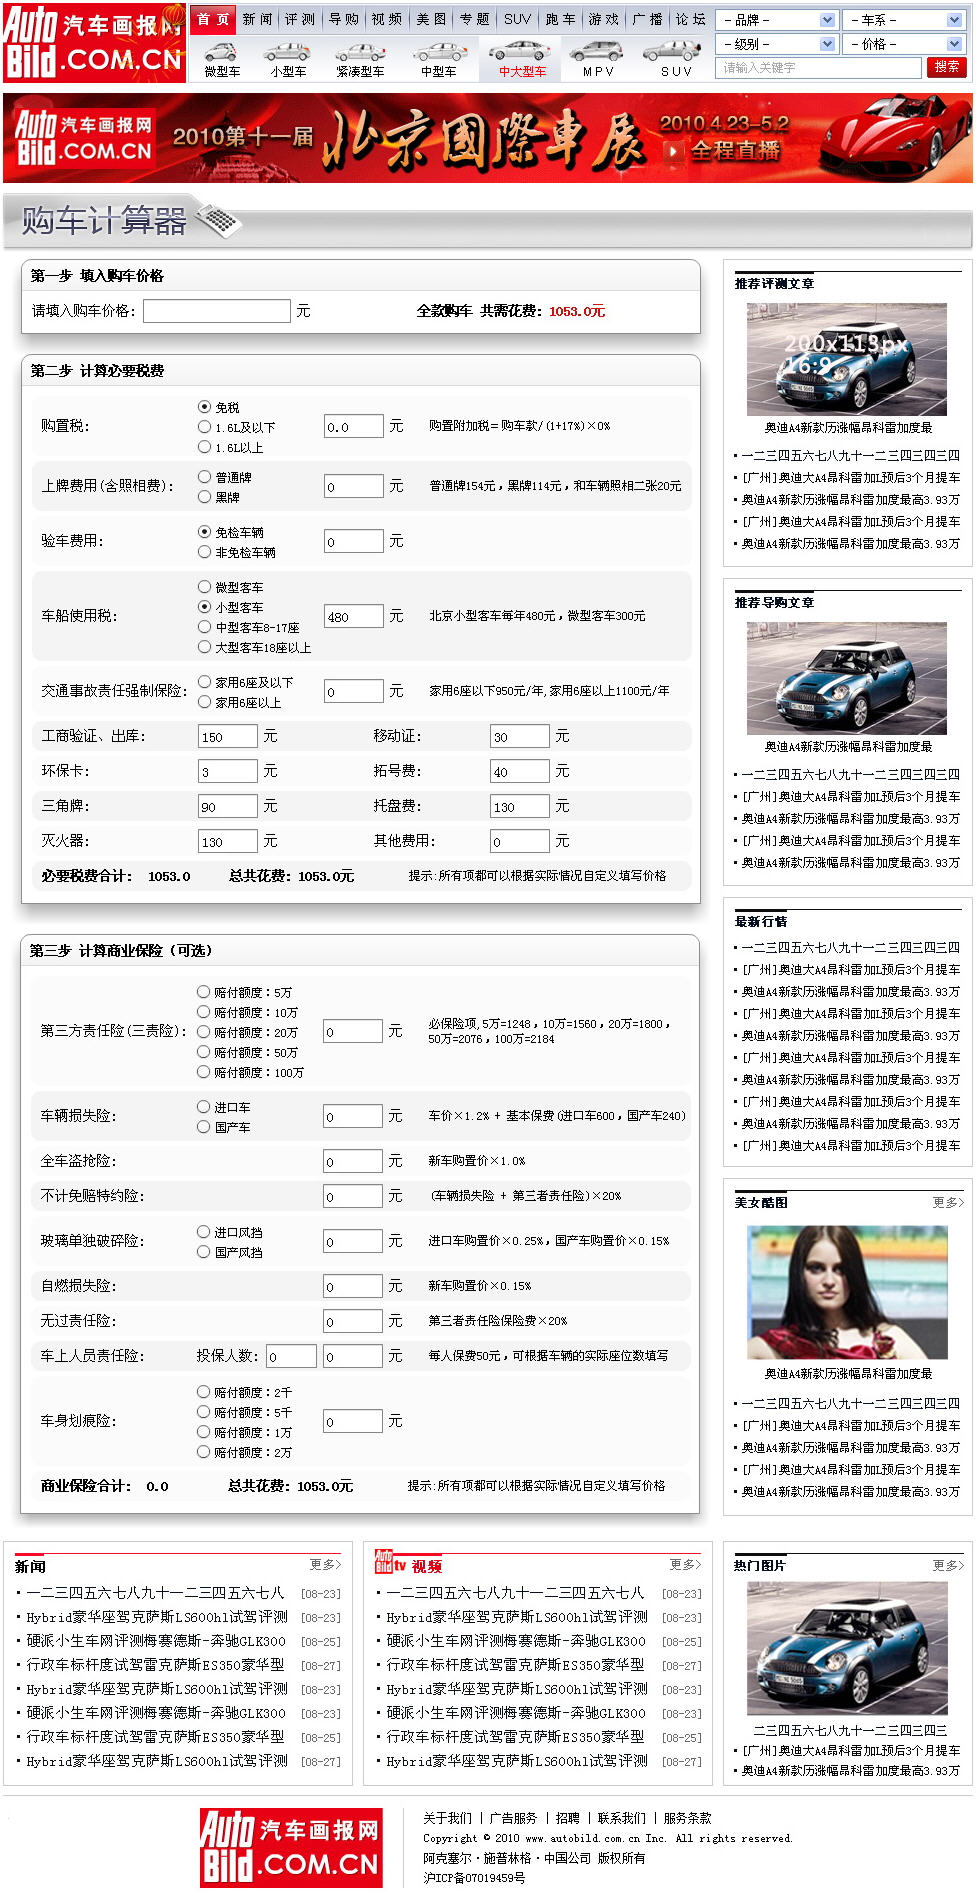 Auto Bild 汽车画报网 .COM.CN
首页 新闻 评测 导购 视频 美图 专题 SUV 跑车 游戏 广播 论坛
微型车 小型车 紧凑型车 中型车 中大型车 MPV SUV
- 品牌 - - 车系 -
- 级别 - - 价格 -
请输入关键字 搜索
Auto Bild 汽车画报网 .COM.CN 2010第十一届 北京國際車展 2010.4.23-5.2 全程直播
购车计算器
第一步 填入购车价格
请填入购车价格: 元 全款购车 共需花费: 1053.0元
第二步 计算必要税费
购置税:
免税
1.6L及以下
1.6L以上
0.0 元 购置附加税=购车款/(1+17%)×0%
上牌费用(含照相费):
普通牌
黑牌
0 元 普通牌154元，黑牌114元，和车辆照相二张20元
验车费用:
免检车辆
非免检车辆
0 元
车船使用税:
微型客车
小型客车
中型客车8-17座
大型客车18座以上
480 元 北京小型客车每年480元，微型客车300元
交通事故责任强制保险:
家用6座及以下
家用6座以上
0 元 家用6座以下950元/年,家用6座以上1100元/年
工商验证、出库: 150 元 移动证: 30 元
环保卡: 3 元 拓号费: 40 元
三角牌: 90 元 托盘费: 130 元
灭火器: 130 元 其他费用: 0 元
必要税费合计: 1053.0 总共花费: 1053.0元 提示:所有项都可以根据实际情况自定义填写价格
第三步 计算商业保险（可选）
第三方责任险(三责险):
赔付额度：5万
赔付额度：10万
赔付额度：20万
赔付额度：50万
赔付额度：100万
0 元 必保险项,5万=1248，10万=1560，20万=1800，
50万=2076，100万=2184
车辆损失险:
进口车
国产车
0 元 车价×1.2% + 基本保费(进口车600，国产车240)
全车盗抢险: 0 元 新车购置价×1.0%
不计免赔特约险: 0 元 (车辆损失险 + 第三者责任险)×20%
玻璃单独破碎险:
进口风挡
国产风挡
0 元 进口车购置价×0.25%，国产车购置价×0.15%
自燃损失险: 0 元 新车购置价×0.15%
无过责任险: 0 元 第三者责任险保险费×20%
车上人员责任险: 投保人数: 0 0 元 每人保费50元，可根据车辆的实际座位数填写
车身划痕险:
赔付额度：2千
赔付额度：5千
赔付额度：1万
赔付额度：2万
0 元
商业保险合计: 0.0 总共花费: 1053.0元 提示:所有项都可以根据实际情况自定义填写价格
推荐评测文章
200x113px
16:9
奥迪A4新款历涨幅昂科雷加度最
一二三四五六七八九十一二三四三四三四
[广州]奥迪大A4昂科雷加L预后3个月提车
奥迪A4新款历涨幅昂科雷加度最高3.93万
[广州]奥迪大A4昂科雷加L预后3个月提车
奥迪A4新款历涨幅昂科雷加度最高3.93万
推荐导购文章
奥迪A4新款历涨幅昂科雷加度最
一二三四五六七八九十一二三四三四三四
[广州]奥迪大A4昂科雷加L预后3个月提车
奥迪A4新款历涨幅昂科雷加度最高3.93万
[广州]奥迪大A4昂科雷加L预后3个月提车
奥迪A4新款历涨幅昂科雷加度最高3.93万
最新行情
一二三四五六七八九十一二三四三四三四
[广州]奥迪大A4昂科雷加L预后3个月提车
奥迪A4新款历涨幅昂科雷加度最高3.93万
[广州]奥迪大A4昂科雷加L预后3个月提车
奥迪A4新款历涨幅昂科雷加度最高3.93万
[广州]奥迪大A4昂科雷加L预后3个月提车
奥迪A4新款历涨幅昂科雷加度最高3.93万
[广州]奥迪大A4昂科雷加L预后3个月提车
奥迪A4新款历涨幅昂科雷加度最高3.93万
[广州]奥迪大A4昂科雷加L预后3个月提车
美女酷图 更多>
奥迪A4新款历涨幅昂科雷加度最
一二三四五六七八九十一二三四三四三四
[广州]奥迪大A4昂科雷加L预后3个月提车
奥迪A4新款历涨幅昂科雷加度最高3.93万
[广州]奥迪大A4昂科雷加L预后3个月提车
奥迪A4新款历涨幅昂科雷加度最高3.93万
新闻 更多>
一二三四五六七八九十一二三四五六七八 [08-23]
Hybrid豪华座驾克萨斯LS600hl试驾评测 [08-23]
硬派小生车网评测梅赛德斯-奔驰GLK300 [08-25]
行政车标杆度试驾雷克萨斯ES350豪华型 [08-27]
Hybrid豪华座驾克萨斯LS600hl试驾评测 [08-23]
硬派小生车网评测梅赛德斯-奔驰GLK300 [08-23]
行政车标杆度试驾雷克萨斯ES350豪华型 [08-25]
Hybrid豪华座驾克萨斯LS600hl试驾评测 [08-27]
Auto Bild tv 视频 更多>
一二三四五六七八九十一二三四五六七八 [08-23]
Hybrid豪华座驾克萨斯LS600hl试驾评测 [08-23]
硬派小生车网评测梅赛德斯-奔驰GLK300 [08-25]
行政车标杆度试驾雷克萨斯ES350豪华型 [08-27]
Hybrid豪华座驾克萨斯LS600hl试驾评测 [08-23]
硬派小生车网评测梅赛德斯-奔驰GLK300 [08-23]
行政车标杆度试驾雷克萨斯ES350豪华型 [08-25]
Hybrid豪华座驾克萨斯LS600hl试驾评测 [08-27]
热门图片 更多>
二三四五六七八九十一二三四三四三
[广州]奥迪大A4昂科雷加L预后3个月提车
奥迪A4新款历涨幅昂科雷加度最高3.93万
Auto Bild 汽车画报网 .COM.CN
关于我们 | 广告服务 | 招聘 | 联系我们 | 服务条款
Copyright © 2010 www.autobild.com.cn Inc. All rights reserved.
阿克塞尔·施普林格·中国公司 版权所有
沪ICP备07019459号